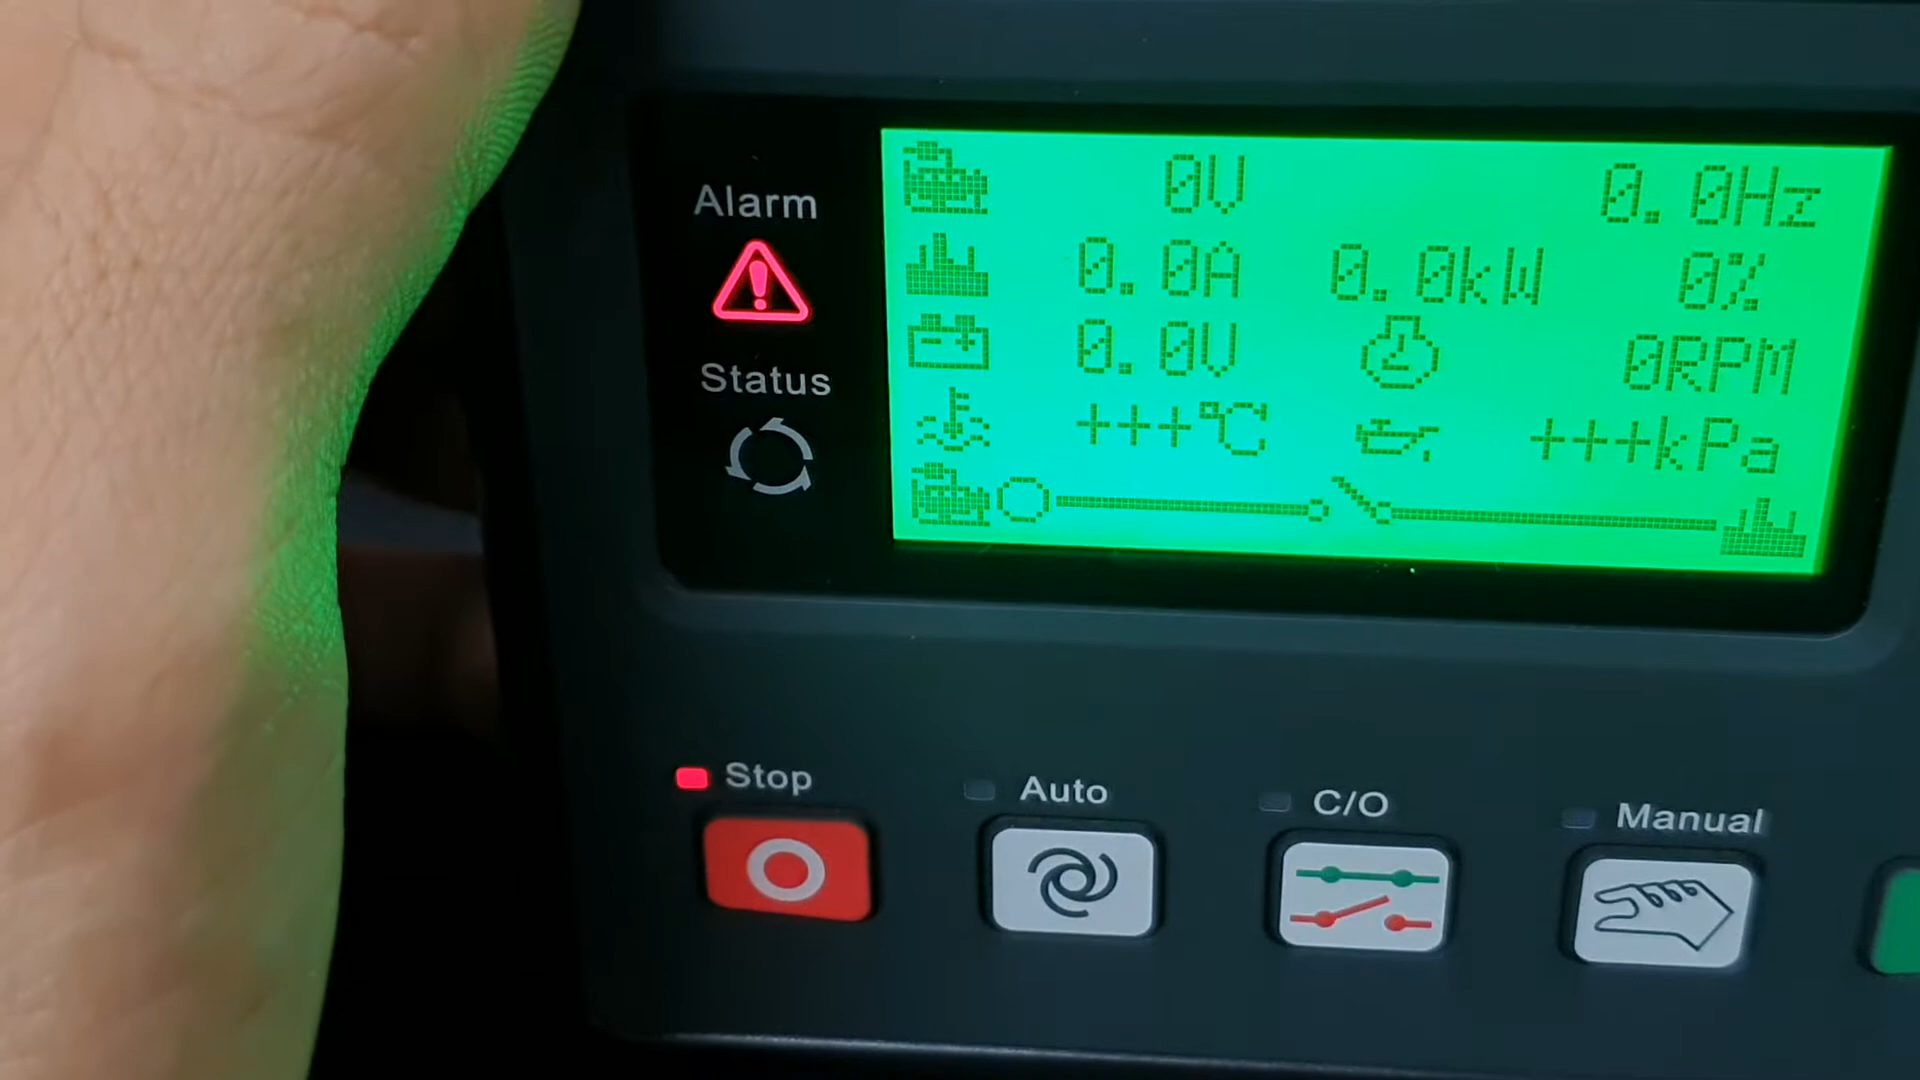 Alarm
Status
0V 0.0Hz
0.0A 0.0kW 0%
0.0V 0RPM
+++℃ +++kPa
Stop Auto C/O Manual